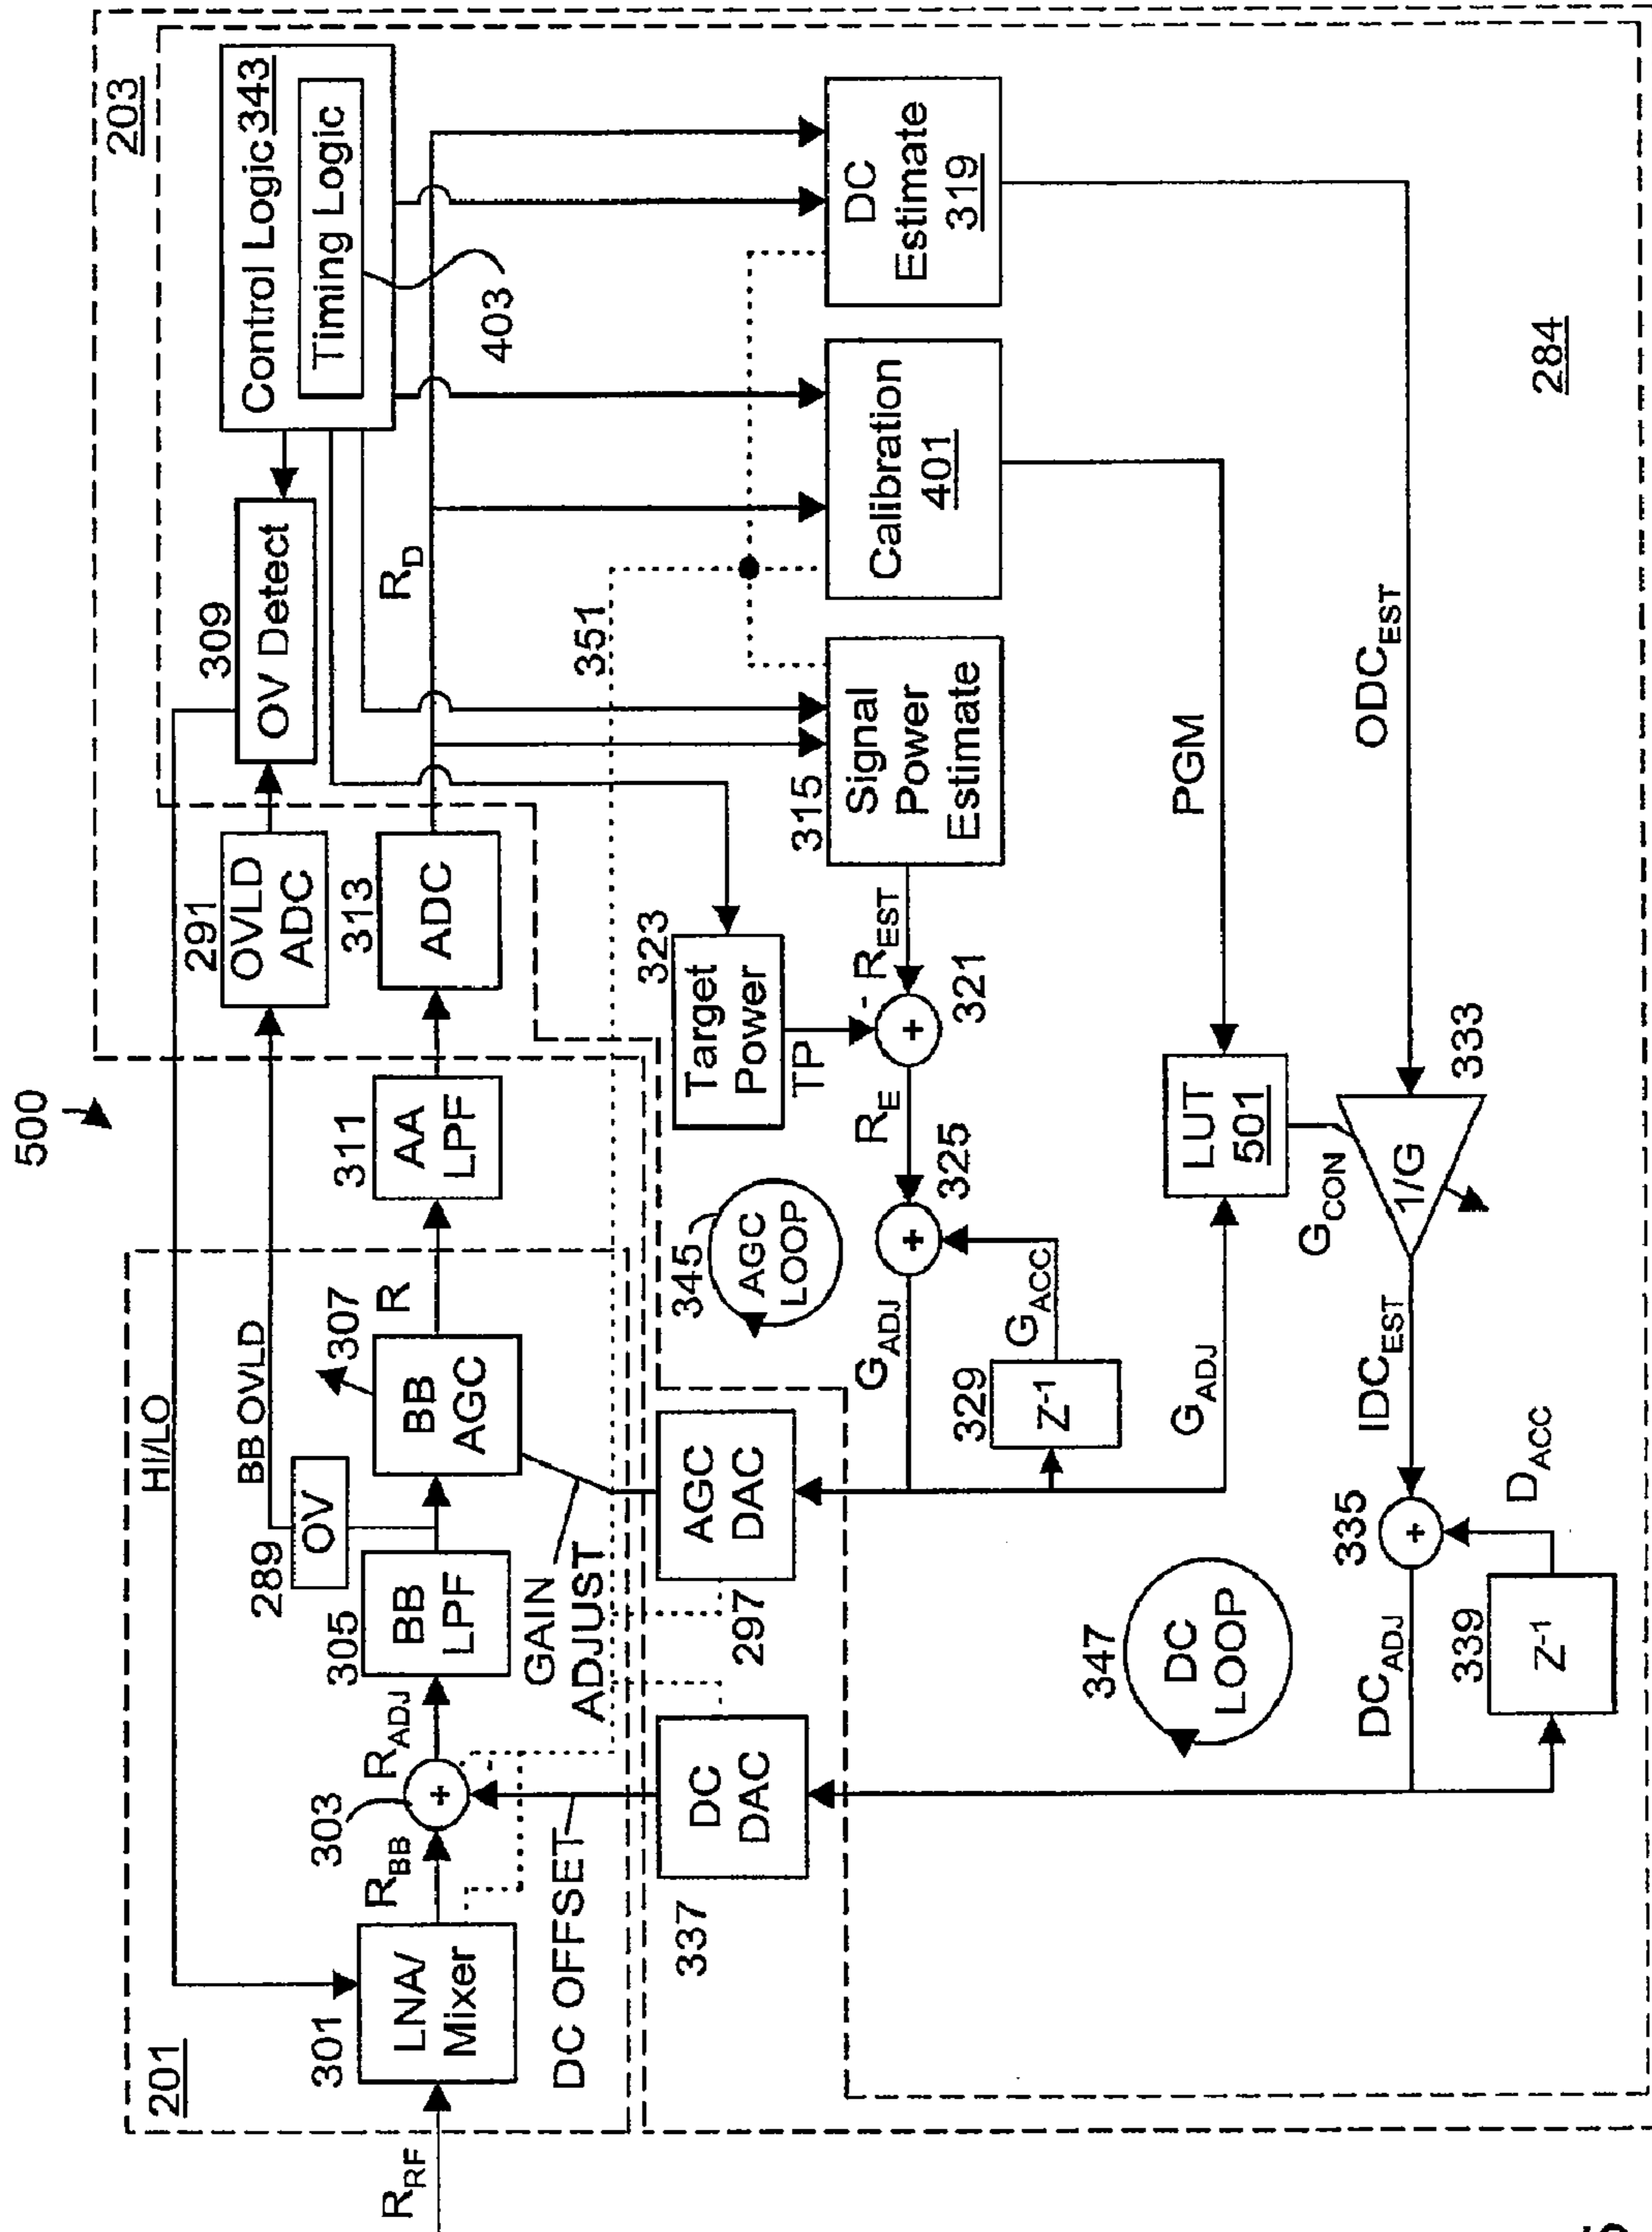 500
203
201
284
R_RF
301
LNA/
Mixer
R_BB
303
+
R_ADJ
305
BB
LPF
289
OV
HI/LO
BB OVLD
307
BB
AGC
R
311
AA
LPF
291
OVLD
ADC
313
ADC
309
OV Detect
R_D
Control Logic 343
Timing Logic
403
351
GAIN
ADJUST
DC OFFSET
337
DC
DAC
297
AGC
DAC
345
AGC
LOOP
323
Target
Power
TP
-
R_EST
321
+
R_E
325
+
G_ADJ
G_ACC
329
Z-1
315
Signal
Power
Estimate
Calibration
401
DC
Estimate
319
G_ADJ
LUT
501
PGM
G_CON
ODC_EST
333
1/G
IDC_EST
335
+
D_ACC
347
DC
LOOP
DC_ADJ
339
Z-1